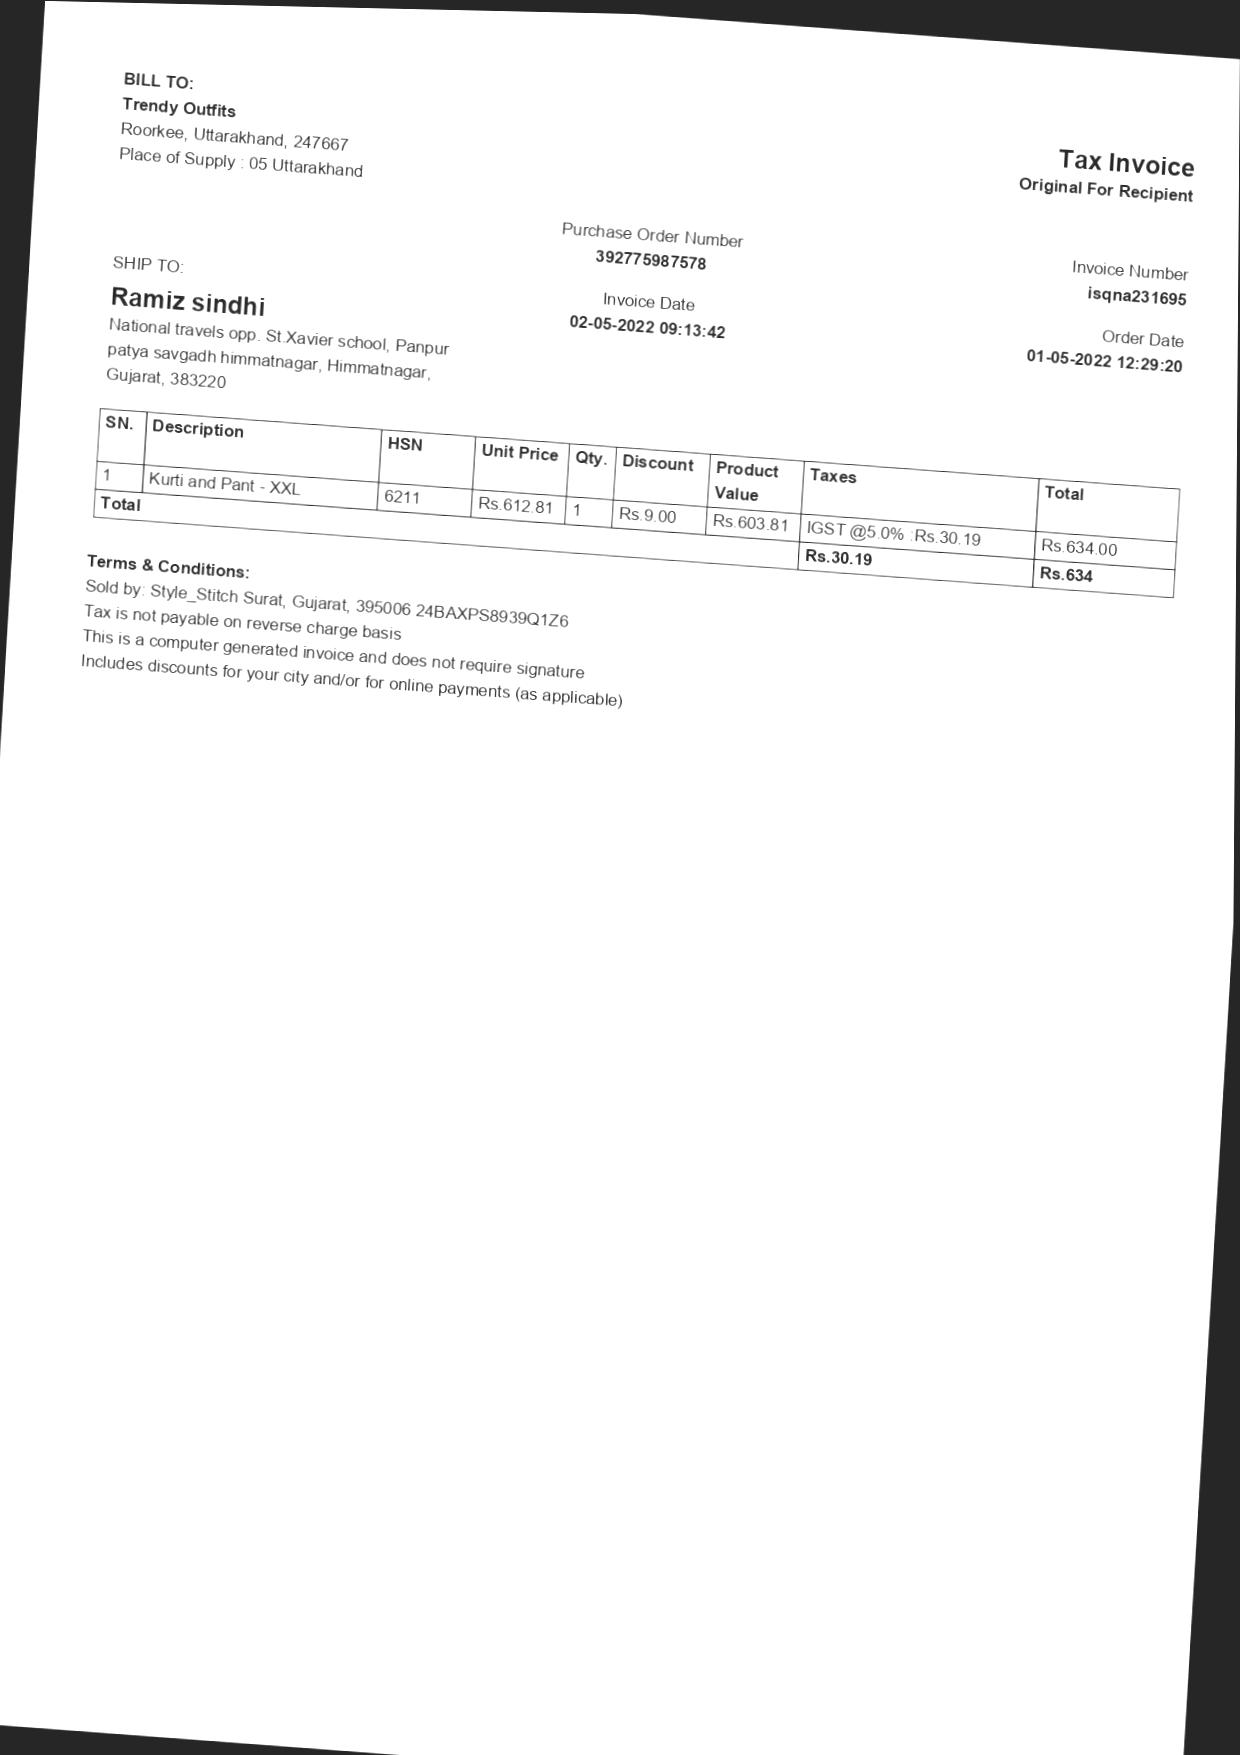 BILL TO:
Trendy Outfits
Roorkee, Uttarakhand, 247667
Place of Supply : 05 Uttarakhand
Tax Invoice
Original For Recipient
Purchase Order Number
392775987578
Invoice Number
isqna231695
Invoice Date
02-05-2022 09:13:42
Order Date
01-05-2022 12:29:20
SHIP TO:
Ramiz sindhi
National travels opp. St.Xavier school, Panpur
patya savgadh himmatnagar, Himmatnagar,
Gujarat, 383220
SN. Description HSN Unit Price Qty. Discount Product Value Taxes Total
1 Kurti and Pant - XXL 6211 Rs.612.81 1 Rs.9.00 Rs.603.81 IGST @5.0% :Rs.30.19 Rs.634.00
Total Rs.30.19 Rs.634
Terms & Conditions:
Sold by: Style_Stitch Surat, Gujarat, 395006 24BAXPS8939Q1Z6
Tax is not payable on reverse charge basis
This is a computer generated invoice and does not require signature
Includes discounts for your city and/or for online payments (as applicable)